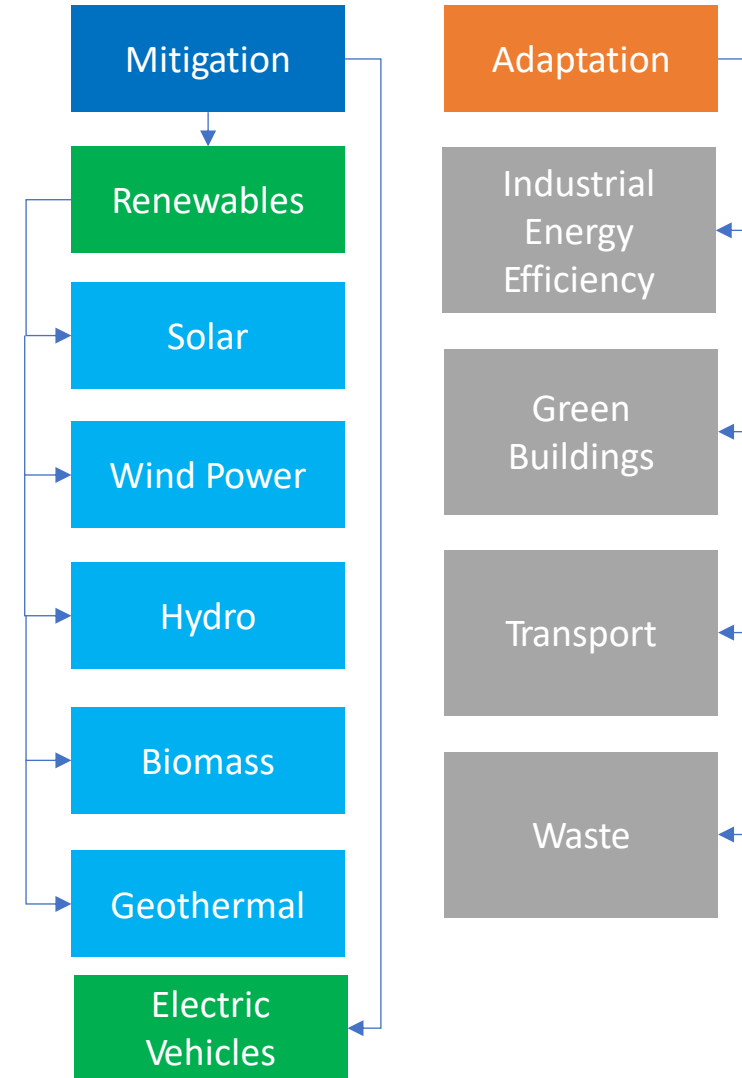 Mitigation
Renewables
Solar
Wind Power
Hydro
Biomass
Geothermal
Electric
Vehicles
Adaptation
Industrial
Energy
Efficiency
Green
Buildings
Transport
Waste